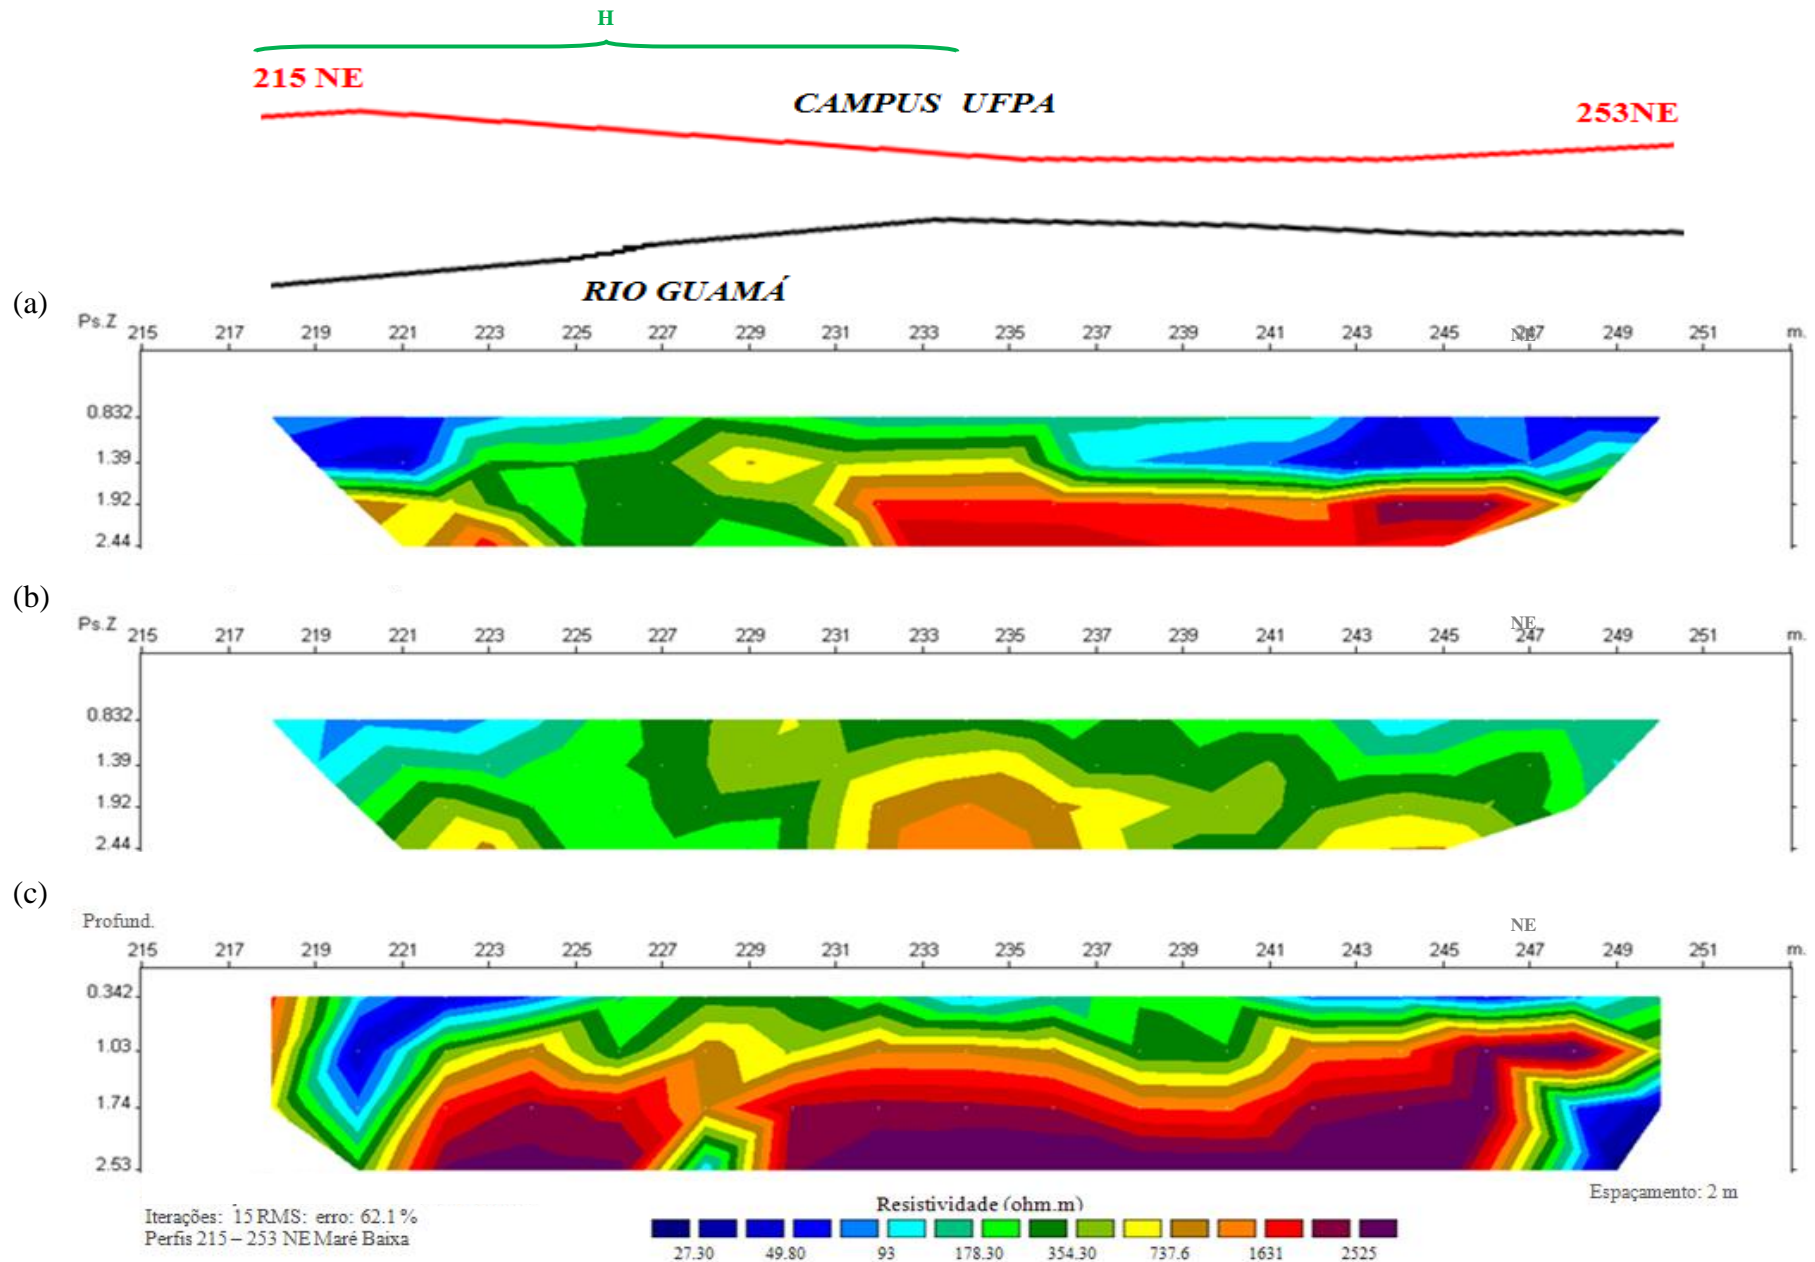 H
215 NE
CAMPUS UFPA
253NE
RIO GUAMÁ
(a)
Ps.Z 215 217 219 221 223 225 227 229 231 233 235 237 239 241 243 245 247 249 251 m.
NE
0.832
1.39
1.92
2.44
(b)
Ps.Z 215 217 219 221 223 225 227 229 231 233 235 237 239 241 243 245 247 249 251 m.
NE
0.832
1.39
1.92
2.44
(c)
Profund.
NE
215 217 219 221 223 225 227 229 231 233 235 237 239 241 243 245 247 249 251 m.
0.342
1.03
1.74
2.53
Espaçamento: 2 m
Resistividade (ohm.m)
Iterações: 15 RMS: erro: 62.1 %
Perfis 215 – 253 NE Maré Baixa
27.30 49.80 93 178.30 354.30 737.6 1631 2525